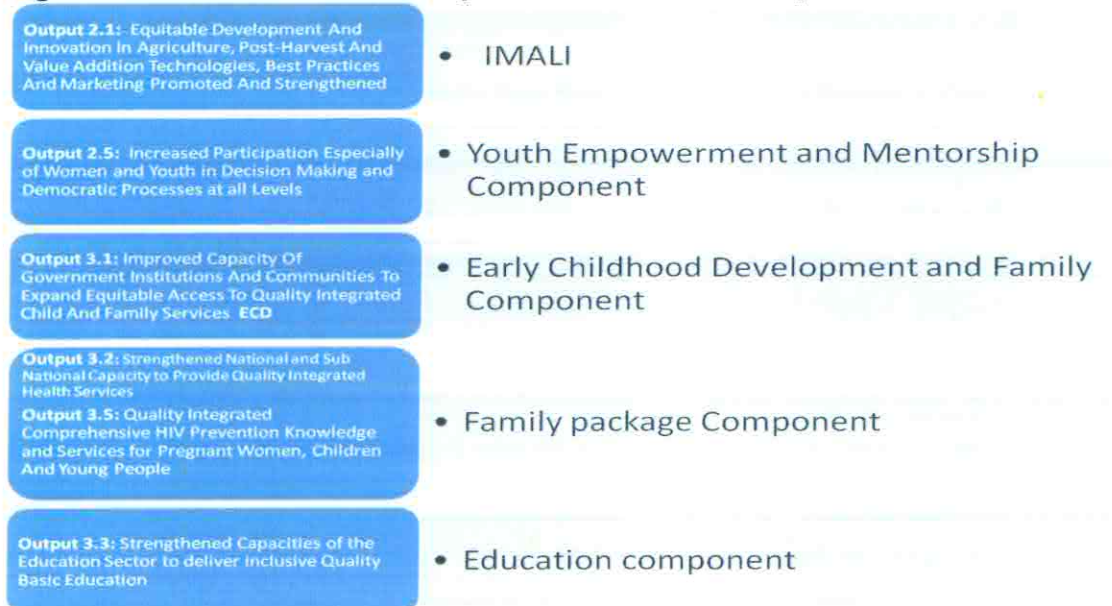 Output 2.1: Equitable Development And
Innovation In Agriculture, Post-Harvest And
Value Addition Technologies, Best Practices
And Marketing Promoted And Strengthened
• IMALI
Output 2.5: Increased Participation Especially
of Women and Youth in Decision Making and
Democratic Processes at all Levels
• Youth Empowerment and Mentorship
Component
Output 3.1: Improved Capacity Of
Government Institutions And Communities To
Expand Equitable Access To Quality Integrated
Child And Family Services ECD
• Early Childhood Development and Family
Component
Output 3.2: Strengthened National and Sub
National Capacity to Provide Quality Integrated
Health Services
Output 3.5: Quality Integrated
Comprehensive HIV Prevention Knowledge
and Services for Pregnant Women, Children
And Young People
• Family package Component
Output 3.3: Strengthened Capacities of the
Education Sector to deliver inclusive Quality
Basic Education
• Education component